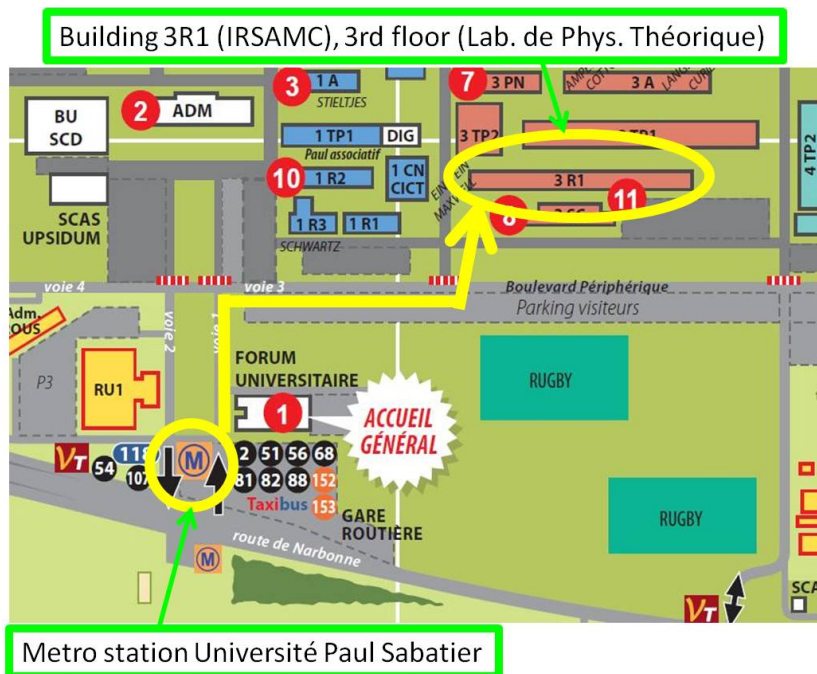 Building 3R1 (IRSAMC), 3rd floor (Lab. de Phys. Théorique)
3
1 A
STIELTJES
7
3 PN
3 A
BU
SCD
2
ADM
3 TP2
4 TP2
1 TP1
DIG
Paul associatif
10
1 R2
1 CN
CICT
3 R1
11
MAXWELL
8
SCAS
UPSIDUM
1 R3
1 R1
SCHWARTZ
voie 4
voie 3
Boulevard Périphérique
Parking visiteurs
voie 2
voie 1
P3
RU1
FORUM
UNIVERSITAIRE
1
ACCUEIL
GÉNÉRAL
RUGBY
VT
54
118
107
M
2 51 56 68
81 82 88 152
Taxibus 153
GARE
ROUTIÈRE
RUGBY
route de Narbonne
M
VT
Metro station Université Paul Sabatier